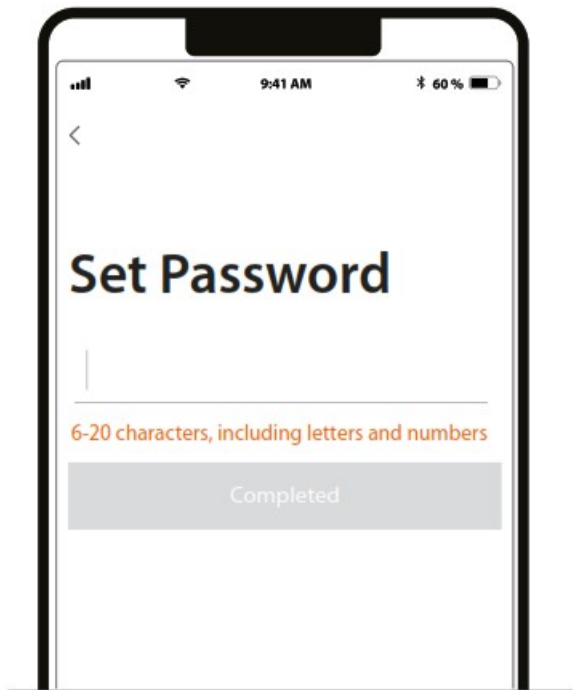 9:41 AM 60 %
Set Password
6-20 characters, including letters and numbers
Completed